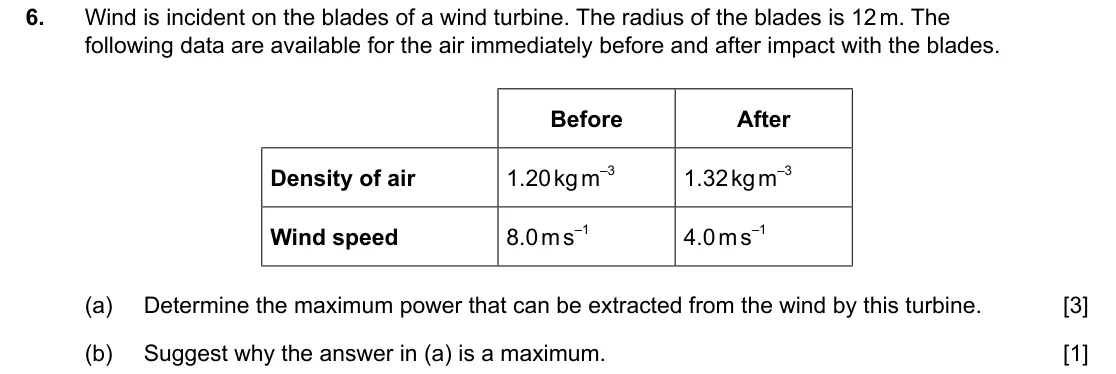 6. Wind is incident on the blades of a wind turbine. The radius of the blades is 12 m. The
following data are available for the air immediately before and after impact with the blades.
Before After
Density of air 1.20 kg m⁻³ 1.32 kg m⁻³
Wind speed 8.0 m s⁻¹ 4.0 m s⁻¹
(a) Determine the maximum power that can be extracted from the wind by this turbine. [3]
(b) Suggest why the answer in (a) is a maximum. [1]